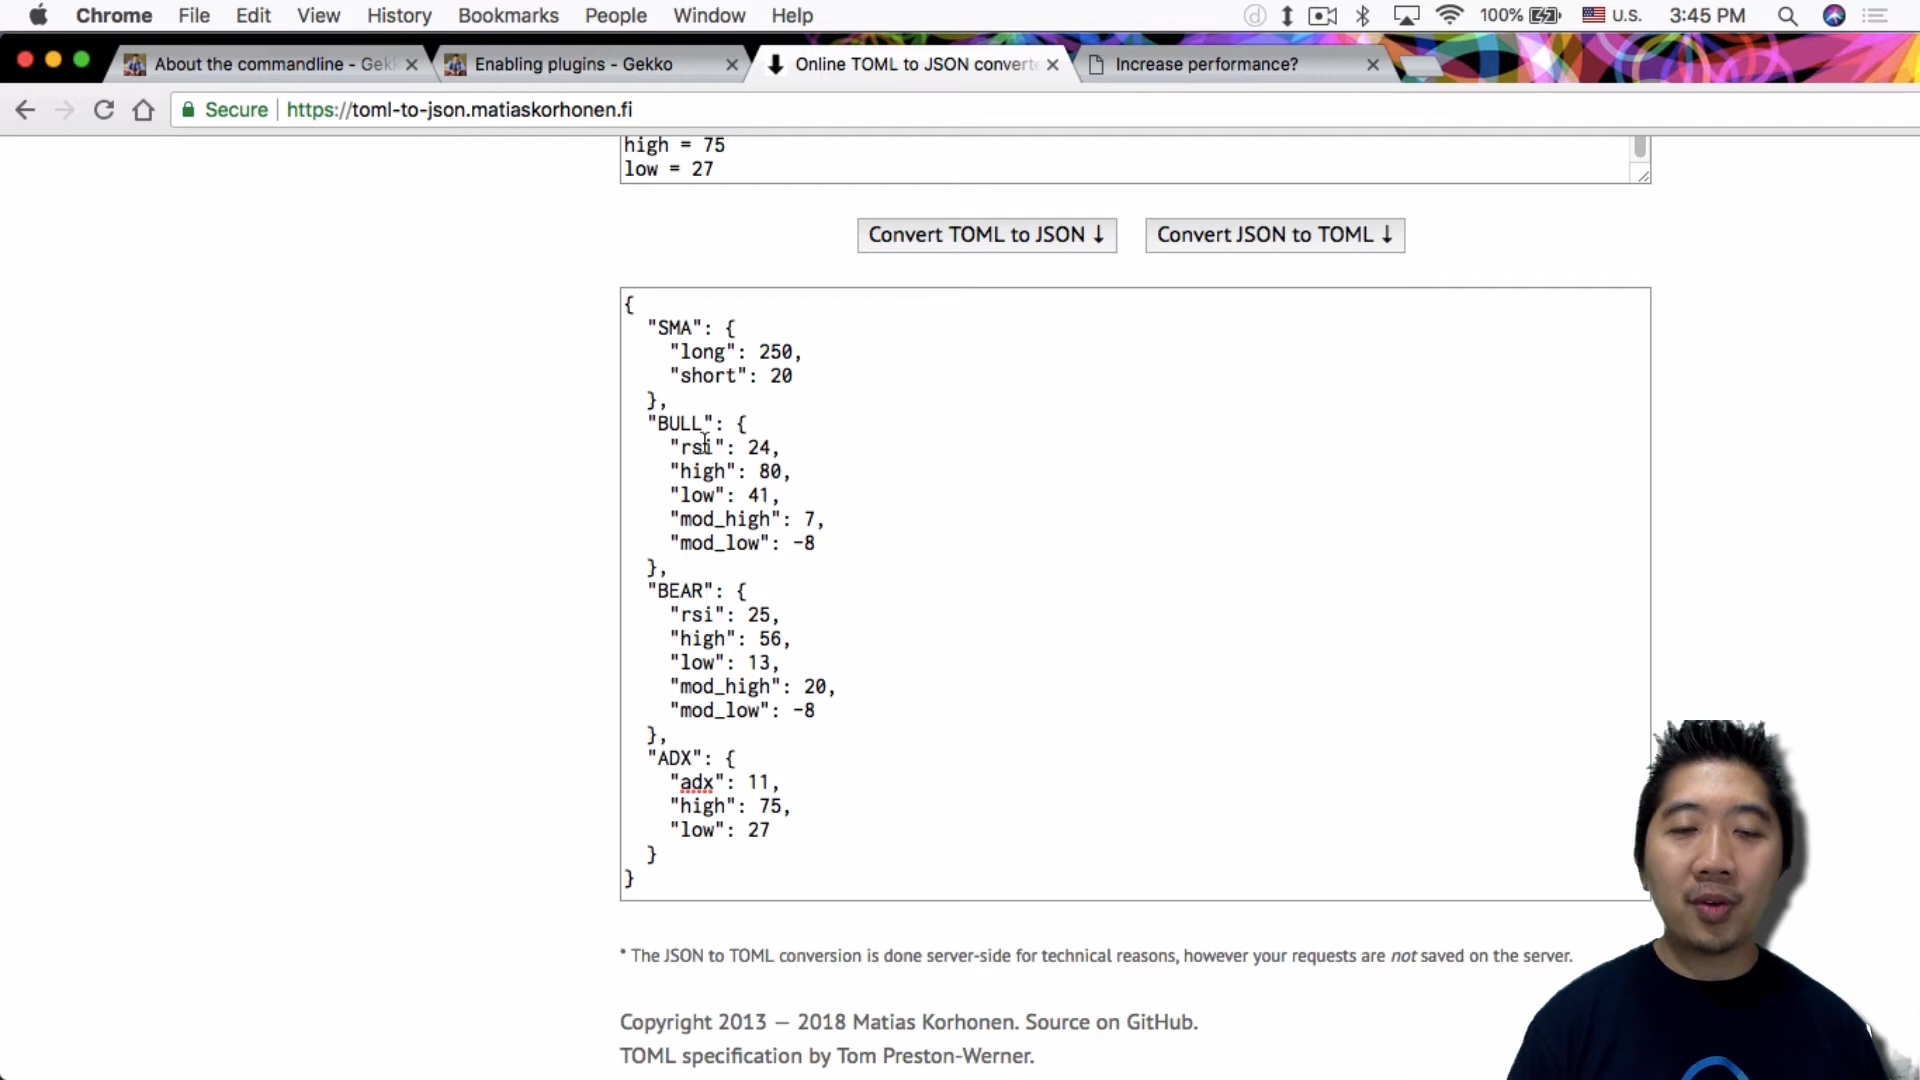 Chrome File Edit View History Bookmarks People Window Help 100% U.S. 3:45 PM
About the commandline - Gek
Enabling plugins - Gekko
Online TOML to JSON converte
Increase performance?
Secure https://toml-to-json.matiaskorhonen.fi
high = 75
low = 27
Convert TOML to JSON ↓ Convert JSON to TOML ↓
{
"SMA": {
"long": 250,
"short": 20
},
"BULL": {
"rsi": 24,
"high": 80,
"low": 41,
"mod_high": 7,
"mod_low": -8
},
"BEAR": {
"rsi": 25,
"high": 56,
"low": 13,
"mod_high": 20,
"mod_low": -8
},
"ADX": {
"adx": 11,
"high": 75,
"low": 27
}
}
* The JSON to TOML conversion is done server-side for technical reasons, however your requests are not saved on the server.
Copyright 2013 — 2018 Matias Korhonen. Source on GitHub.
TOML specification by Tom Preston-Werner.